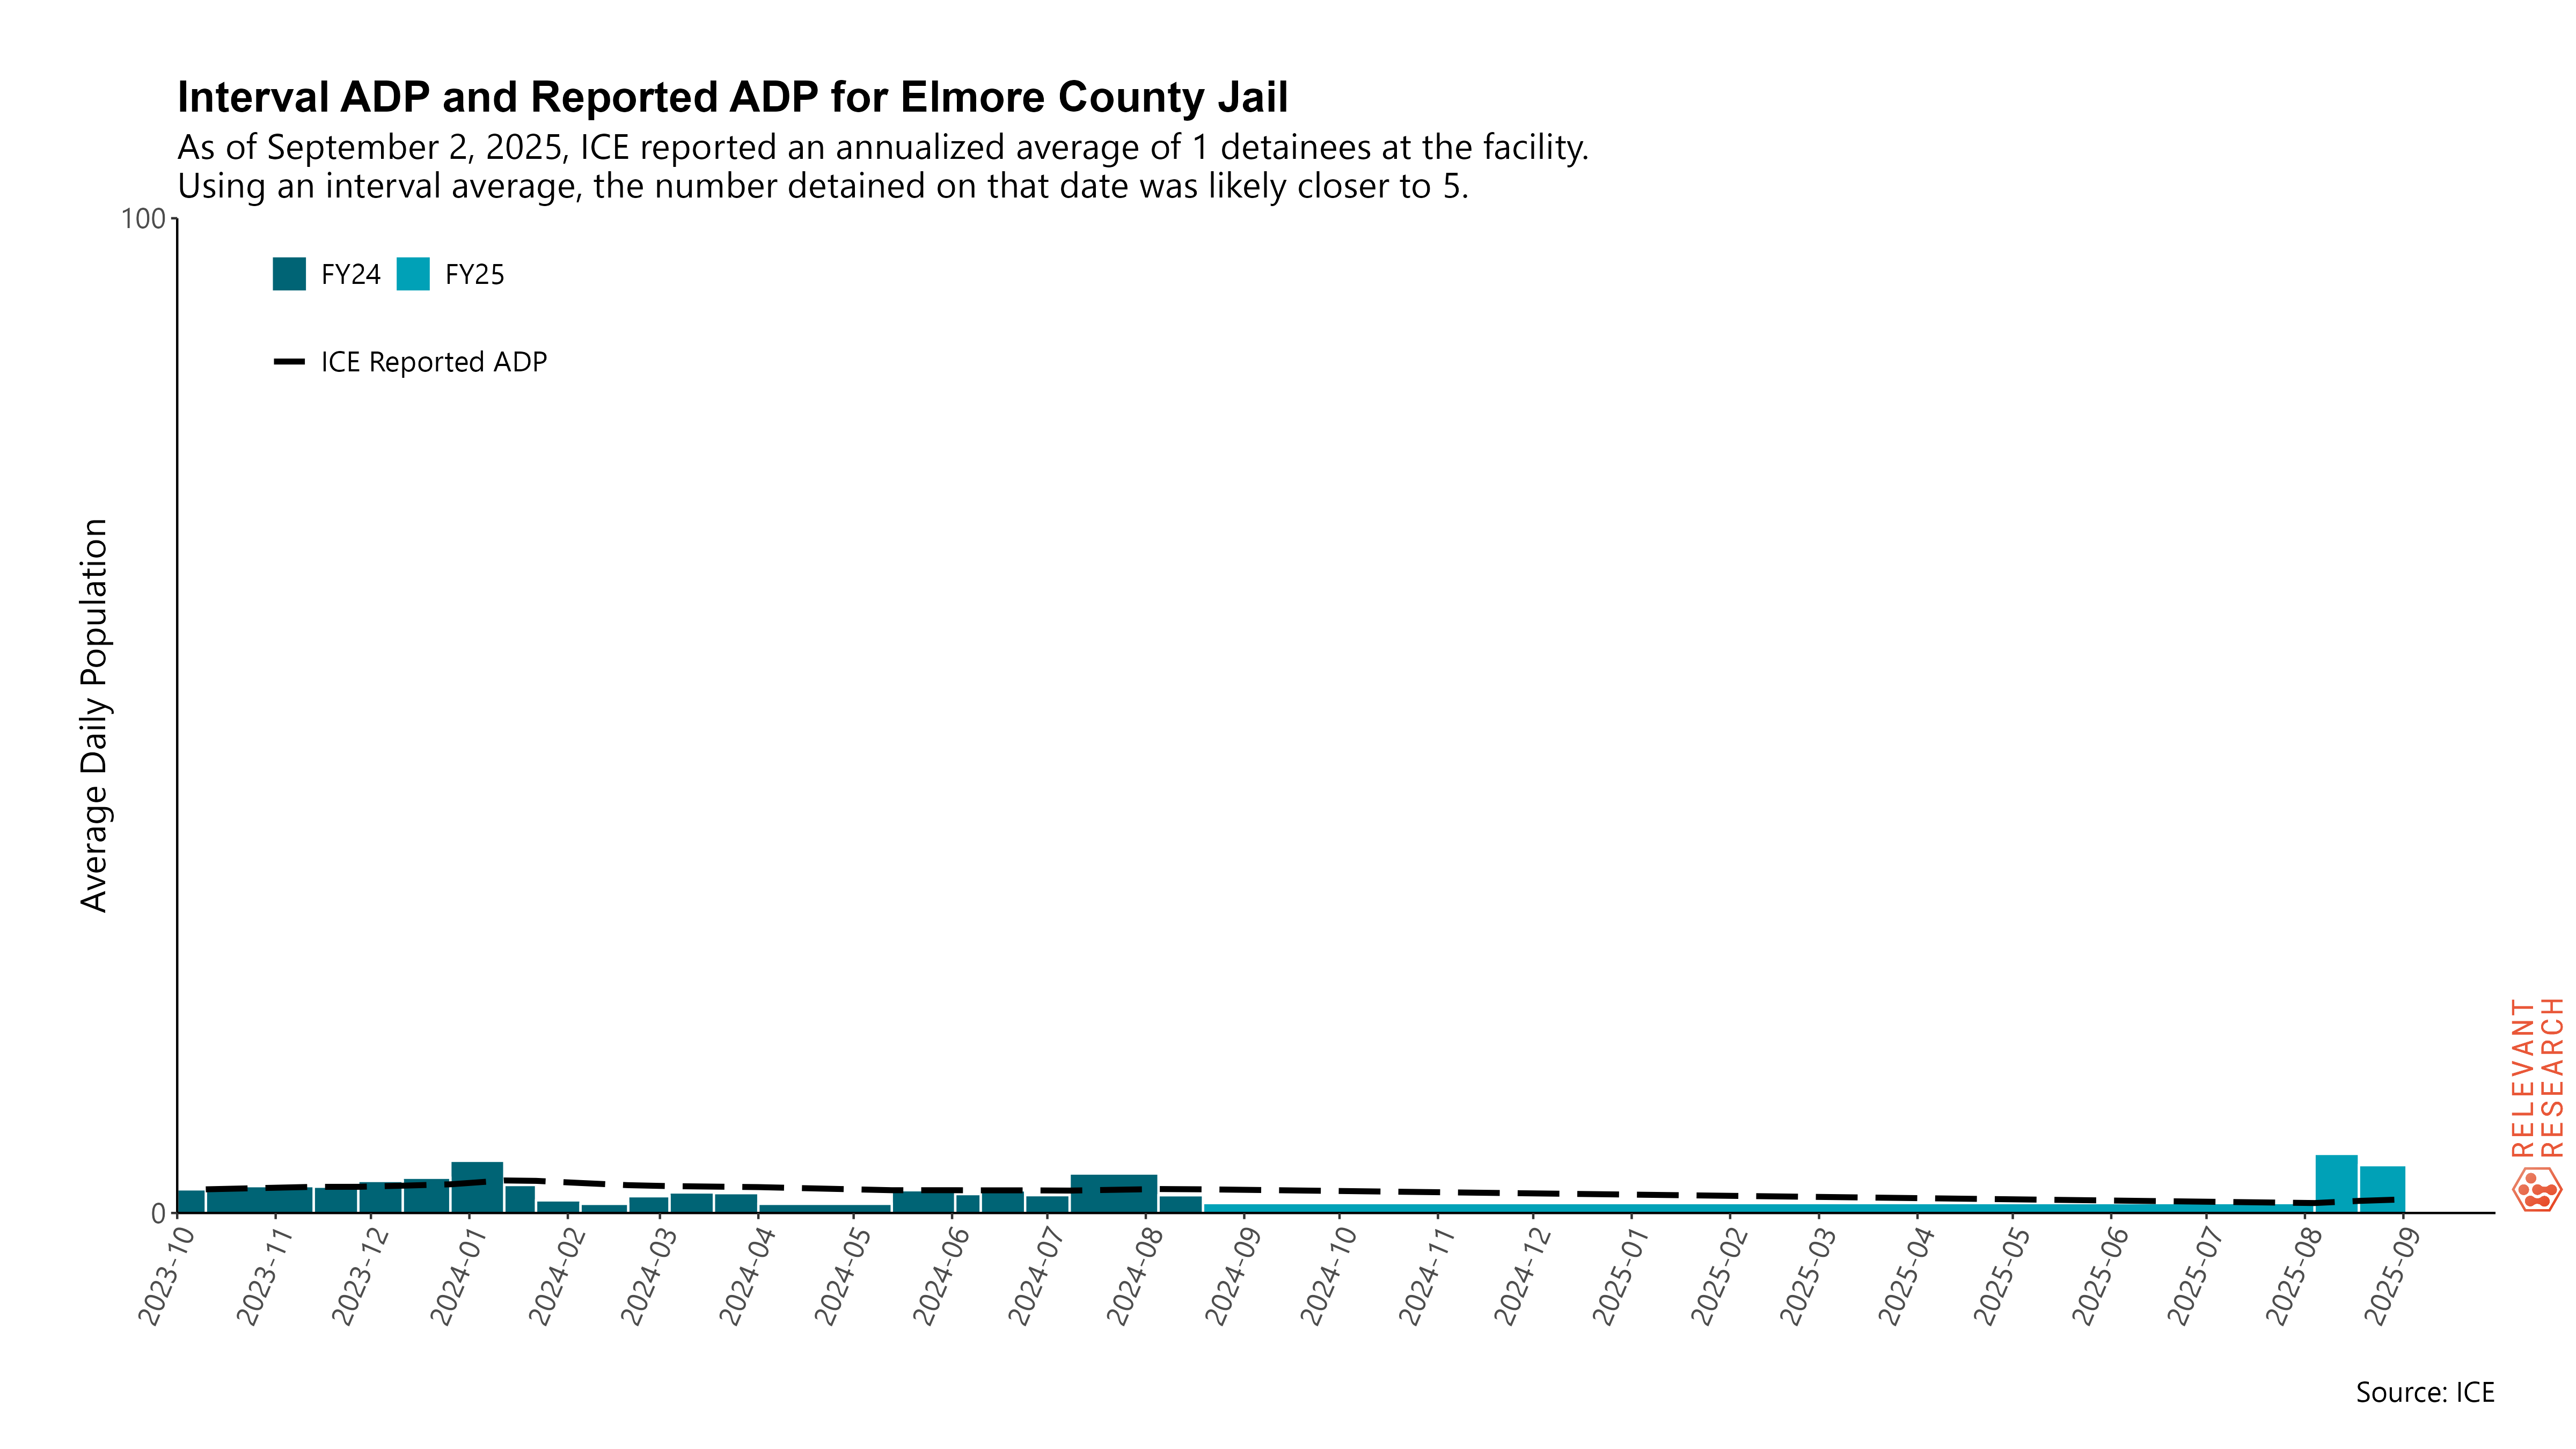 Interval ADP and Reported ADP for Elmore County Jail
As of September 2, 2025, ICE reported an annualized average of 1 detainees at the facility.
Using an interval average, the number detained on that date was likely closer to 5.
100
FY24
FY25
ICE Reported ADP
Average Daily Population
0
2023-10
2023-11
2023-12
2024-01
2024-02
2024-03
2024-04
2024-05
2024-06
2024-07
2024-08
2024-09
2024-10
2024-11
2024-12
2025-01
2025-02
2025-03
2025-04
2025-05
2025-06
2025-07
2025-08
2025-09
RELEVANT
RESEARCH
Source: ICE